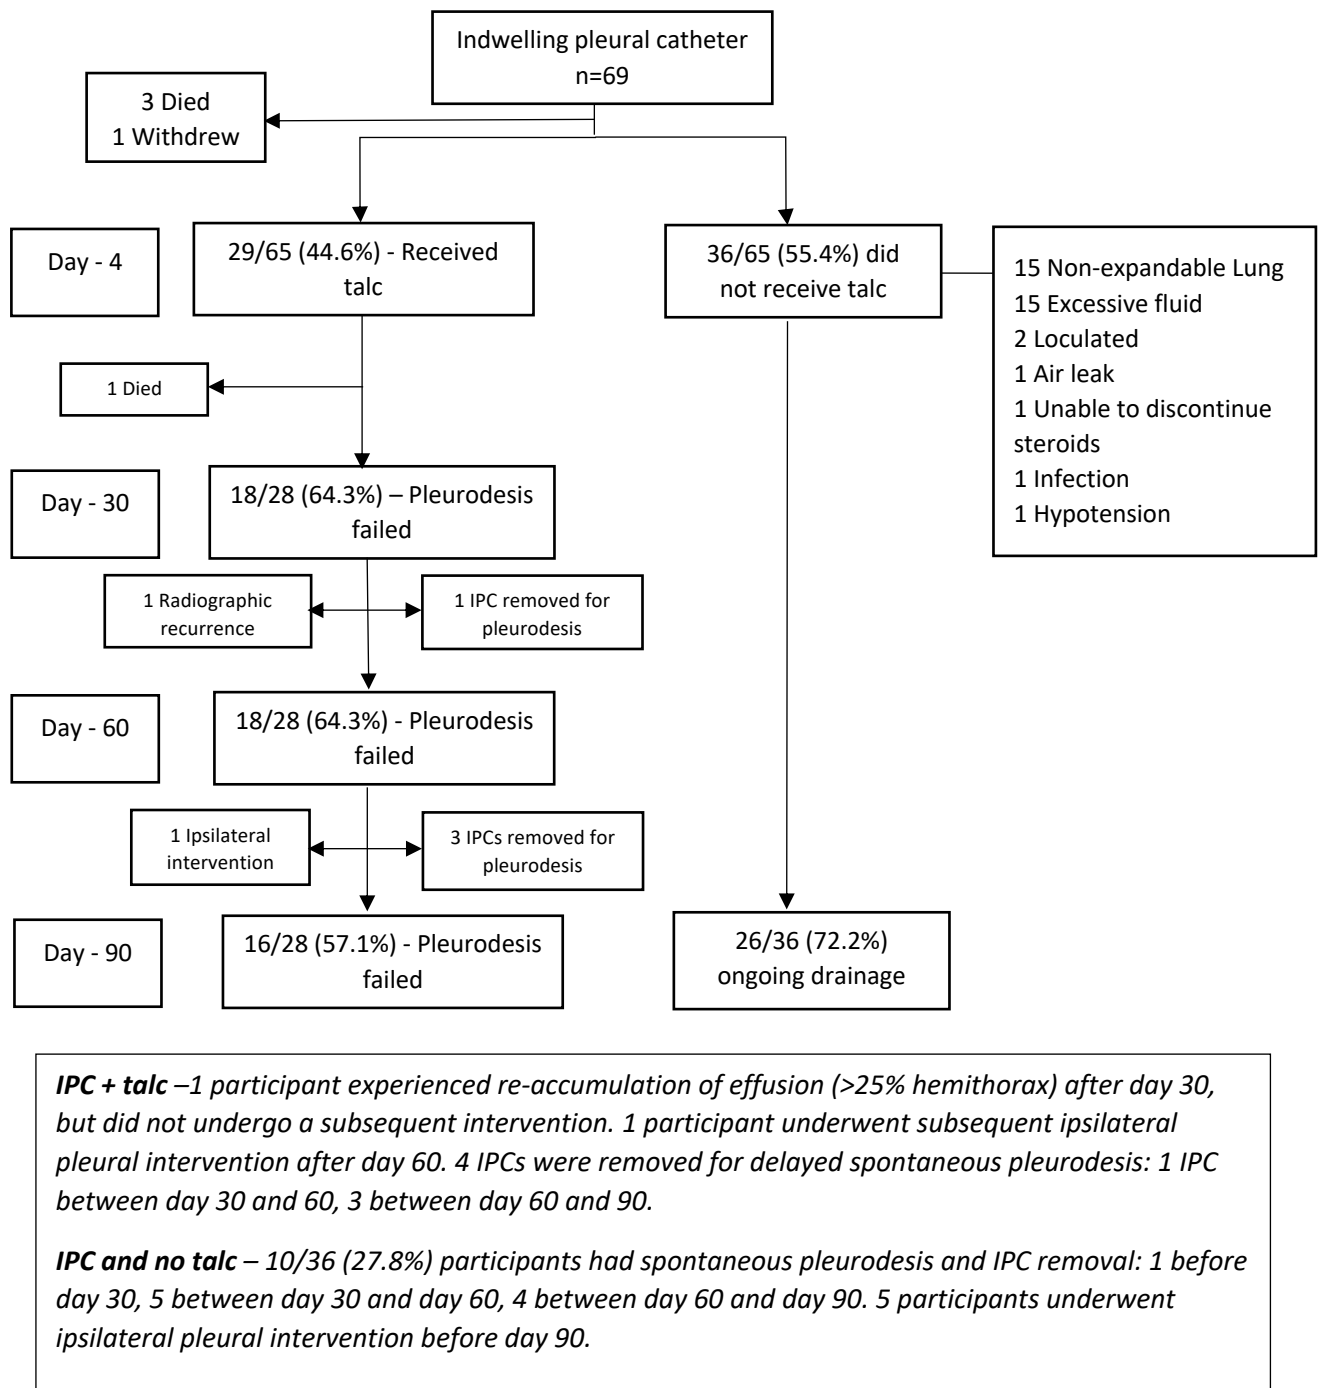 Indwelling pleural catheter
n=69
3 Died
1 Withdrew
Day - 4
29/65 (44.6%) - Received
talc
36/65 (55.4%) did
not receive talc
15 Non-expandable Lung
15 Excessive fluid
2 Loculated
1 Air leak
1 Unable to discontinue
steroids
1 Infection
1 Hypotension
1 Died
Day - 30
18/28 (64.3%) – Pleurodesis
failed
1 Radiographic
recurrence
1 IPC removed for
pleurodesis
Day - 60
18/28 (64.3%) - Pleurodesis
failed
1 Ipsilateral
intervention
3 IPCs removed for
pleurodesis
Day - 90
16/28 (57.1%) - Pleurodesis
failed
26/36 (72.2%)
ongoing drainage
IPC + talc –1 participant experienced re-accumulation of effusion (>25% hemithorax) after day 30,
but did not undergo a subsequent intervention. 1 participant underwent subsequent ipsilateral
pleural intervention after day 60. 4 IPCs were removed for delayed spontaneous pleurodesis: 1 IPC
between day 30 and 60, 3 between day 60 and 90.
IPC and no talc – 10/36 (27.8%) participants had spontaneous pleurodesis and IPC removal: 1 before
day 30, 5 between day 30 and day 60, 4 between day 60 and day 90. 5 participants underwent
ipsilateral pleural intervention before day 90.